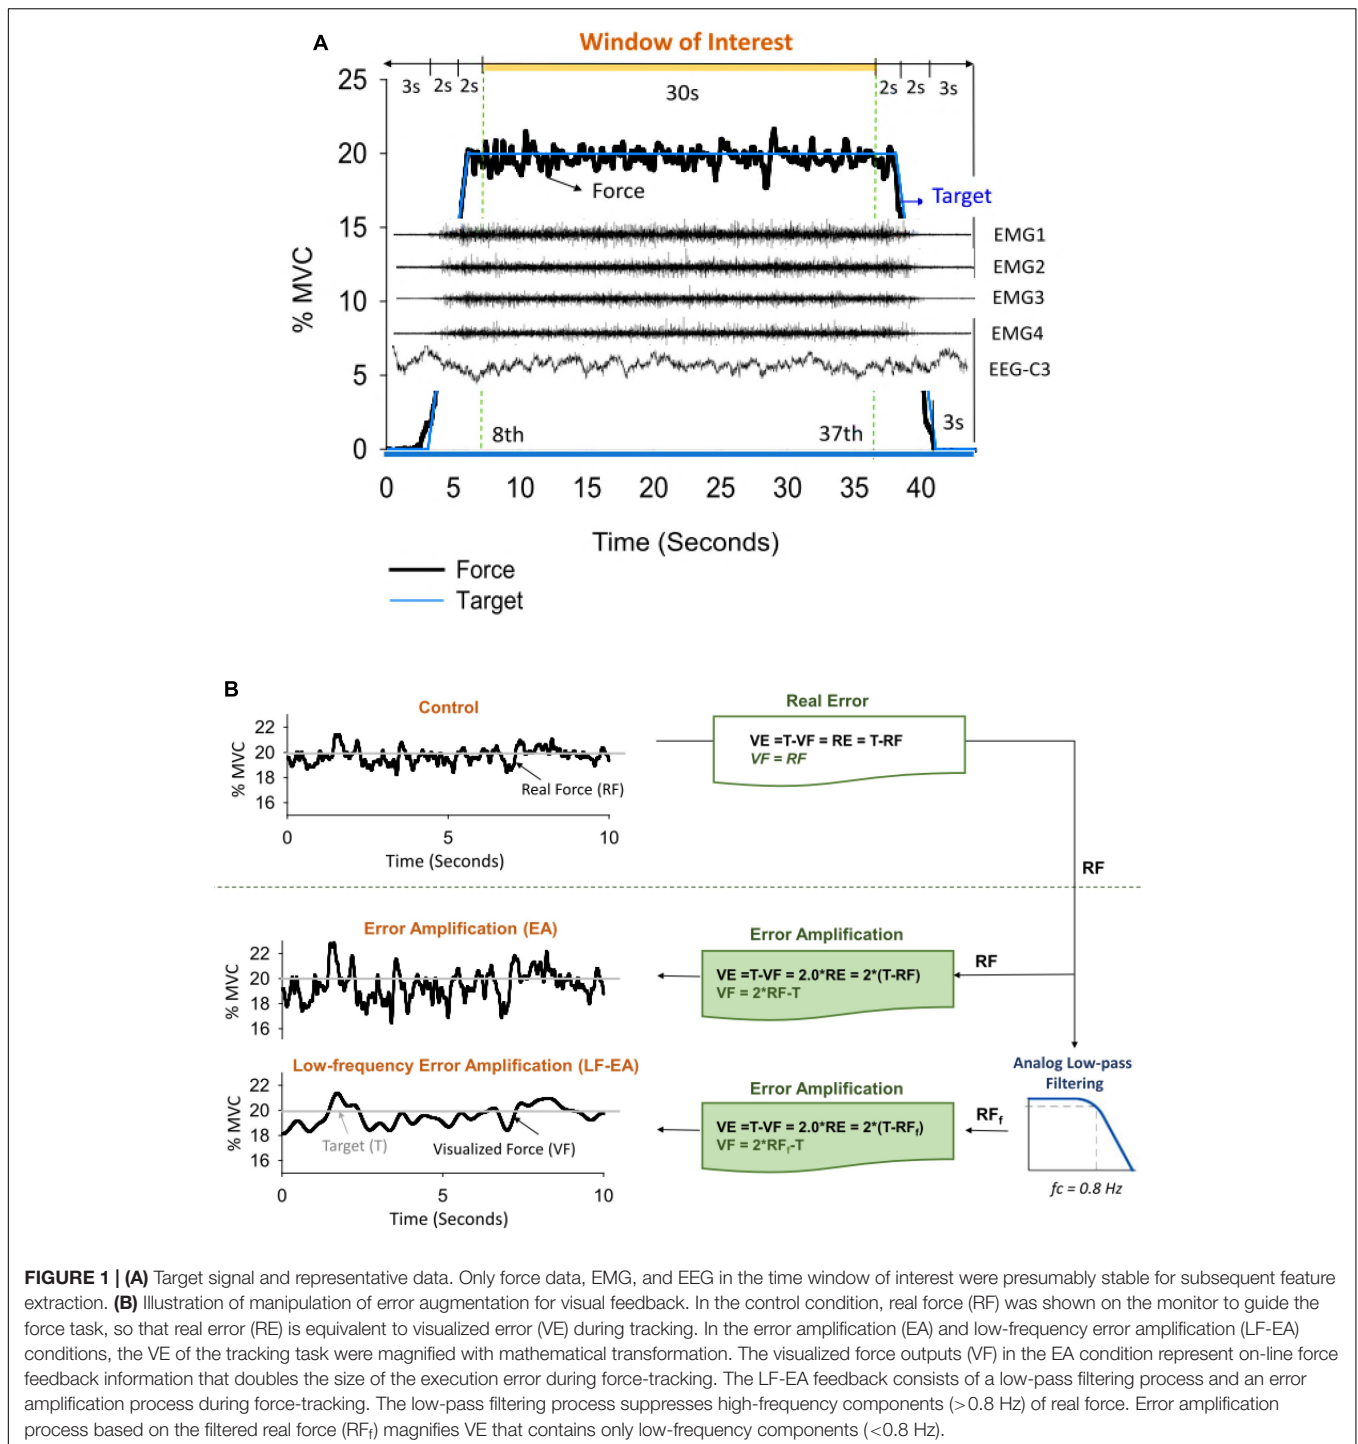 A
Window of Interest
3s 2s 2s 30s 2s 2s 3s
25
20
15
10
5
0
% MVC
Force
Target
EMG1
EMG2
EMG3
EMG4
EEG-C3
3s
8th 37th
0 5 10 15 20 25 30 35 40
Time (Seconds)
Force
Target
B
Control
22
20
18
16
% MVC
Real Force (RF)
0 5 10
Time (Seconds)
Real Error
VE =T-VF = RE = T-RF
VF = RF
RF
Error Amplification (EA)
22
20
18
16
% MVC
Error Amplification
VE =T-VF = 2.0*RE = 2*(T-RF)
VF = 2*RF-T
RF
Low-frequency Error Amplification (LF-EA)
22
20
18
16
% MVC
Target (T)
Visualized Force (VF)
0 10
Time (Seconds)
Error Amplification
VE =T-VF = 2.0*RE = 2*(T-RFf)
VF = 2*RFf-T
RFf
Analog Low-pass
Filtering
fc = 0.8 Hz
FIGURE 1 | (A) Target signal and representative data. Only force data, EMG, and EEG in the time window of interest were presumably stable for subsequent feature
extraction. (B) Illustration of manipulation of error augmentation for visual feedback. In the control condition, real force (RF) was shown on the monitor to guide the
force task, so that real error (RE) is equivalent to visualized error (VE) during tracking. In the error amplification (EA) and low-frequency error amplification (LF-EA)
conditions, the VE of the tracking task were magnified with mathematical transformation. The visualized force outputs (VF) in the EA condition represent on-line force
feedback information that doubles the size of the execution error during force-tracking. The LF-EA feedback consists of a low-pass filtering process and an error
amplification process during force-tracking. The low-pass filtering process suppresses high-frequency components (>0.8 Hz) of real force. Error amplification
process based on the filtered real force (RFf) magnifies VE that contains only low-frequency components (<0.8 Hz).